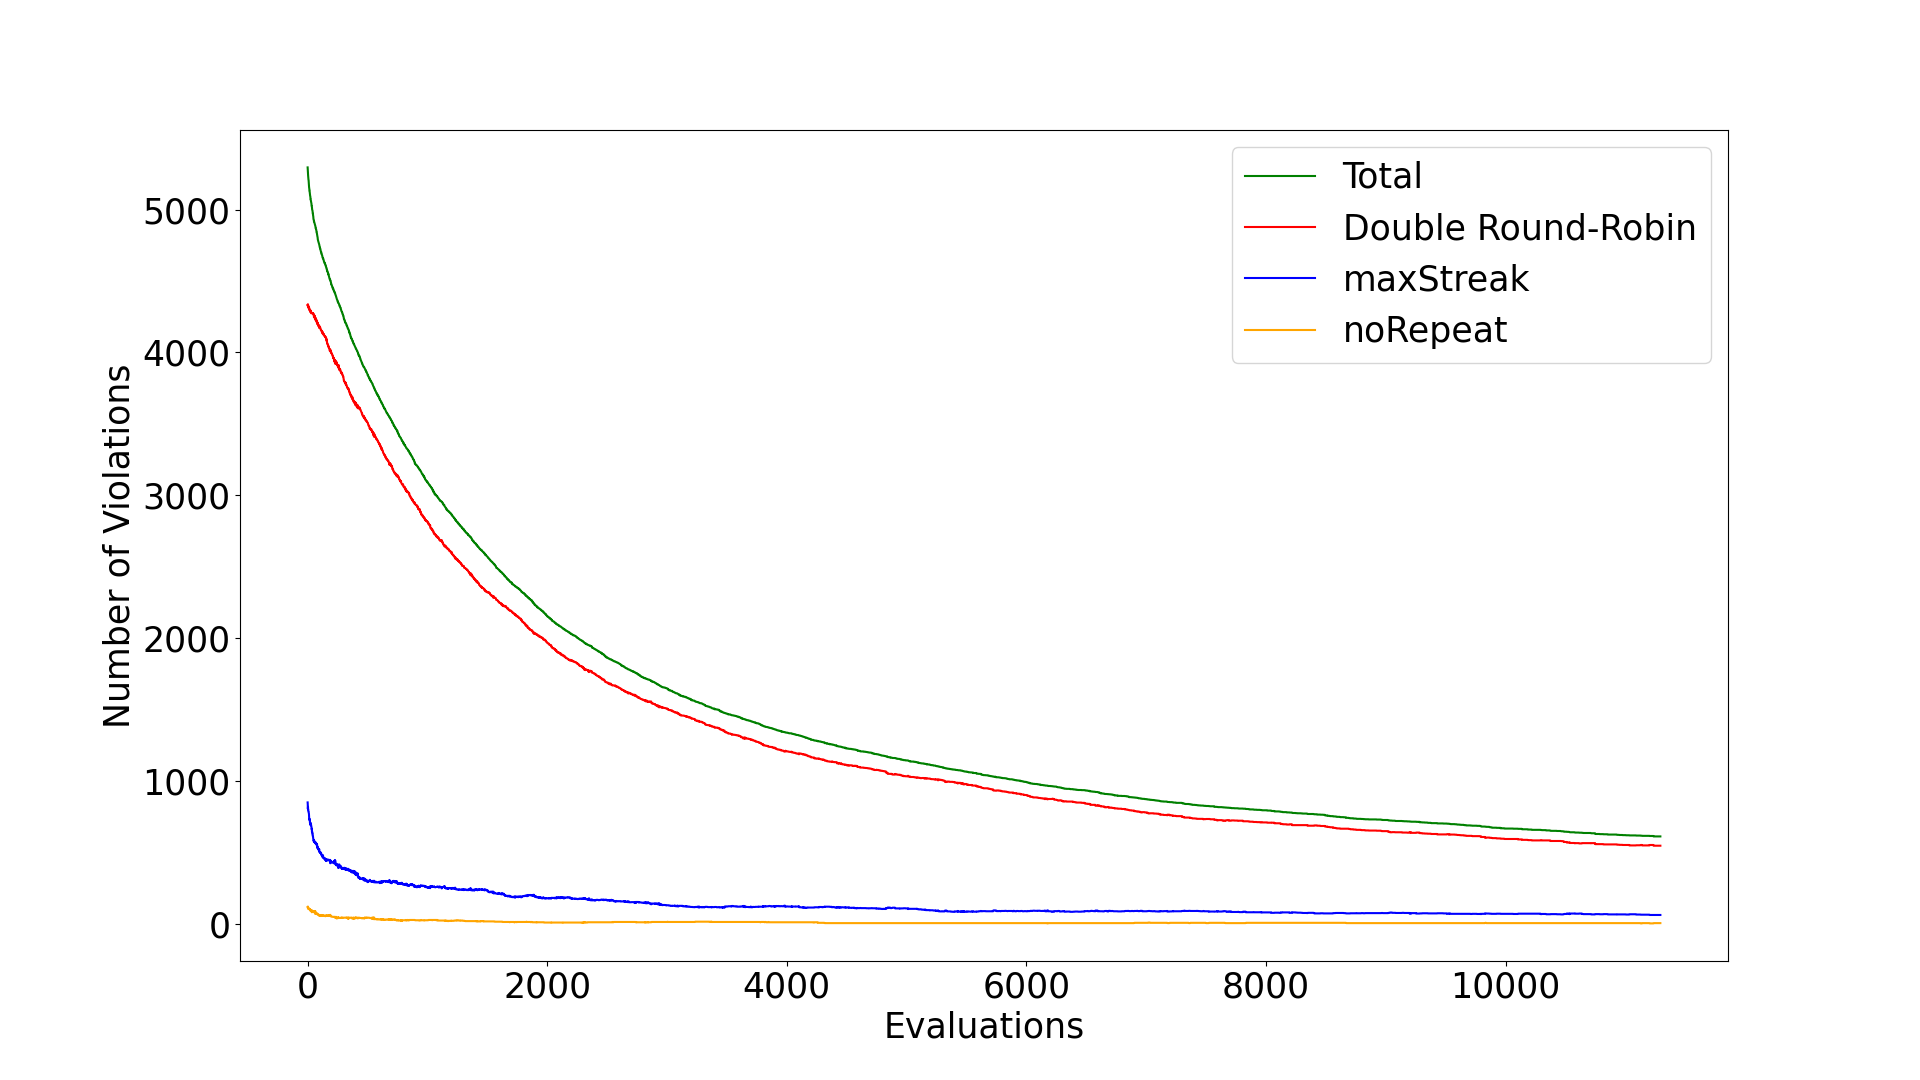 Total
Double Round-Robin
maxStreak
noRepeat
Number of Violations
5000
4000
3000
2000
1000
0
0 2000 4000 6000 8000 10000
Evaluations